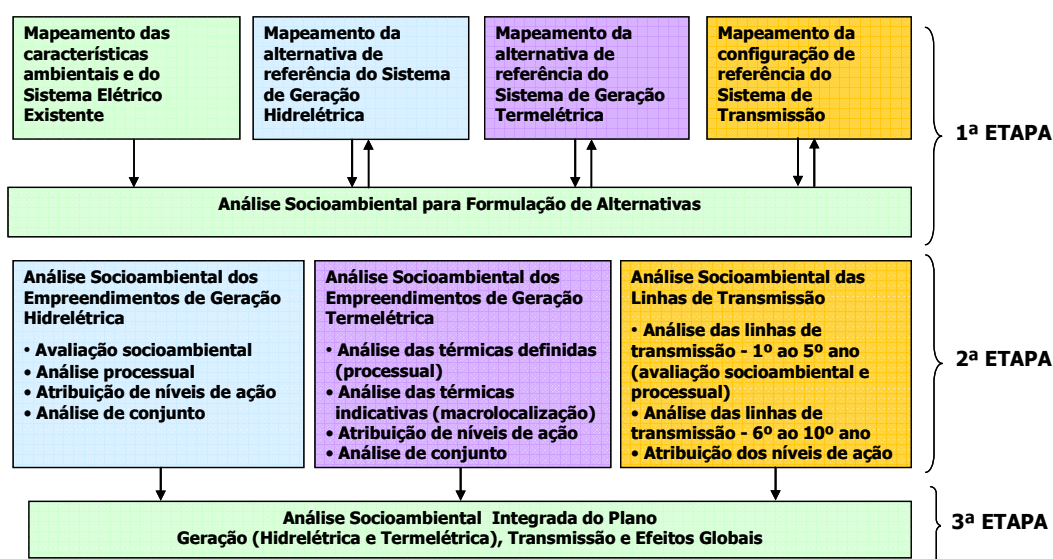 Mapeamento das
características
ambientais e do
Sistema Elétrico
Existente
Mapeamento da
alternativa de
referência do Sistema
de Geração
Hidrelétrica
Mapeamento da
alternativa de
referência do
Sistema de Geração
Termelétrica
Mapeamento da
configuração de
referência do
Sistema de
Transmissão
1ª ETAPA
Análise Socioambiental para Formulação de Alternativas
Análise Socioambiental dos
Empreendimentos de Geração
Hidrelétrica
• Avaliação socioambiental
• Análise processual
• Atribuição de níveis de ação
• Análise de conjunto
Análise Socioambiental dos
Empreendimentos de Geração
Termelétrica
• Análise das térmicas definidas
(processual)
• Análise das térmicas
indicativas (macrolocalização)
• Atribuição de níveis de ação
• Análise de conjunto
Análise Socioambiental das
Linhas de Transmissão
• Análise das linhas de
transmissão - 1º ao 5º ano
(avaliação socioambiental e
processual)
• Análise das linhas de
transmissão - 6º ao 10º ano
• Atribuição dos níveis de ação
2ª ETAPA
Análise Socioambiental Integrada do Plano
Geração (Hidrelétrica e Termelétrica), Transmissão e Efeitos Globais
3ª ETAPA